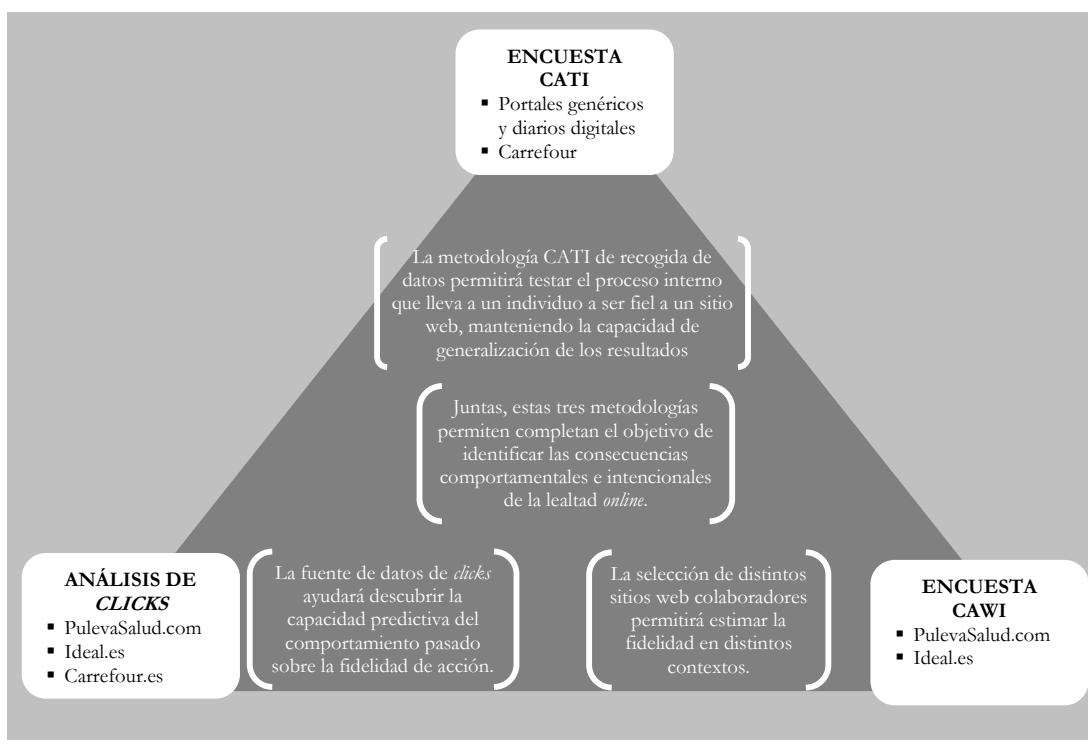 ENCUESTA
CATI
▪ Portales genéricos
y diarios digitales
▪ Carrefour
La metodología CATI de recogida de
datos permitirá testar el proceso interno
que lleva a un individuo a ser fiel a un sitio
web, manteniendo la capacidad de
generalización de los resultados
Juntas, estas tres metodologías
permiten completan el objetivo de
identificar las consecuencias
comportamentales e intencionales
de la lealtad online.
ANÁLISIS DE
CLICKS
▪ PulevaSalud.com
▪ Ideal.es
▪ Carrefour.es
La fuente de datos de clicks
ayudará descubrir la
capacidad predictiva del
comportamiento pasado
sobre la fidelidad de acción.
La selección de distintos
sitios web colaboradores
permitirá estimar la
fidelidad en distintos
contextos.
ENCUESTA
CAWI
▪ PulevaSalud.com
▪ Ideal.es